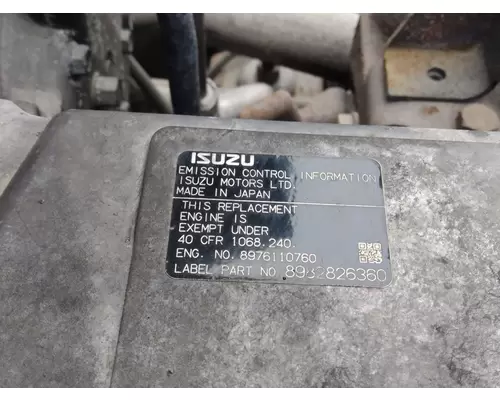 ISUZU
EMISSION CONTROL INFORMATION
ISUZU MOTORS LTD.
MADE IN JAPAN
THIS REPLACEMENT
ENGINE IS
EXEMPT UNDER
40 CFR 1068.240.
ENG. NO. 8976110760
LABEL PART NO. 8982826360